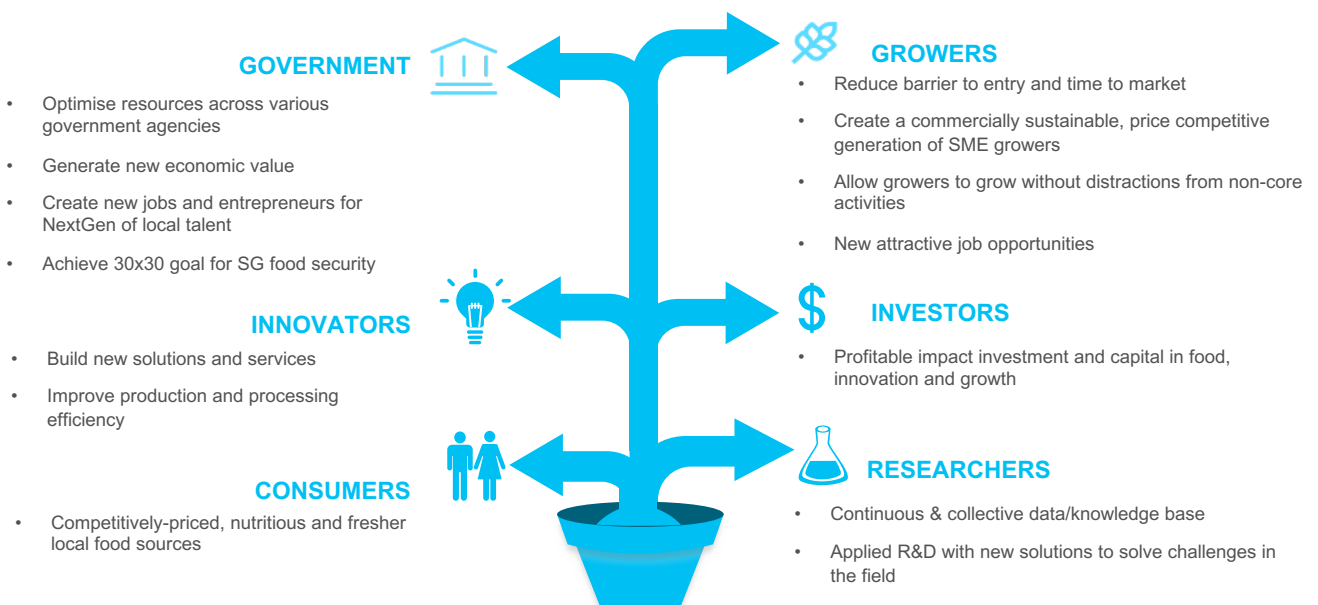 GOVERNMENT
• Optimise resources across various
government agencies
• Generate new economic value
• Create new jobs and entrepreneurs for
NextGen of local talent
• Achieve 30x30 goal for SG food security
INNOVATORS
• Build new solutions and services
• Improve production and processing
efficiency
CONSUMERS
• Competitively-priced, nutritious and fresher
local food sources
GROWERS
• Reduce barrier to entry and time to market
• Create a commercially sustainable, price competitive
generation of SME growers
• Allow growers to grow without distractions from non-core
activities
• New attractive job opportunities
$
INVESTORS
• Profitable impact investment and capital in food,
innovation and growth
RESEARCHERS
• Continuous & collective data/knowledge base
• Applied R&D with new solutions to solve challenges in
the field